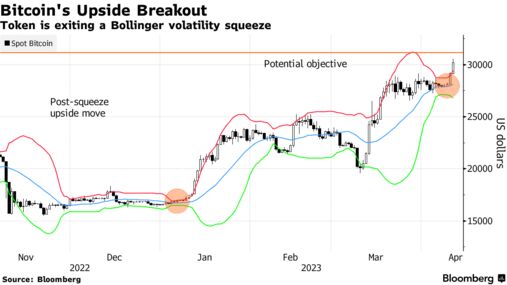 Bitcoin's Upside Breakout
Token is exiting a Bollinger volatility squeeze
Spot Bitcoin
Potential objective
Post-squeeze
upside move
30000
25000
20000
15000
US dollars
Nov Dec Jan Feb Mar Apr
2022 2023
Source: Bloomberg
Bloomberg